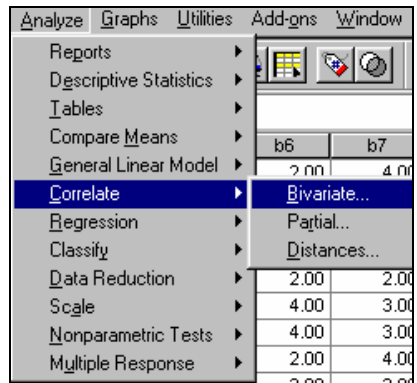 Analyze Graphs Utilities Add-ons Window
Reports
Descriptive Statistics
Tables
Compare Means
General Linear Model
Correlate
Regression
Classify
Data Reduction
Scale
Nonparametric Tests
Multiple Response
Bivariate...
Partial...
Distances...
b6 b7
2.00 4.00
2.00 2.00
4.00 3.00
4.00 3.00
2.00 4.00